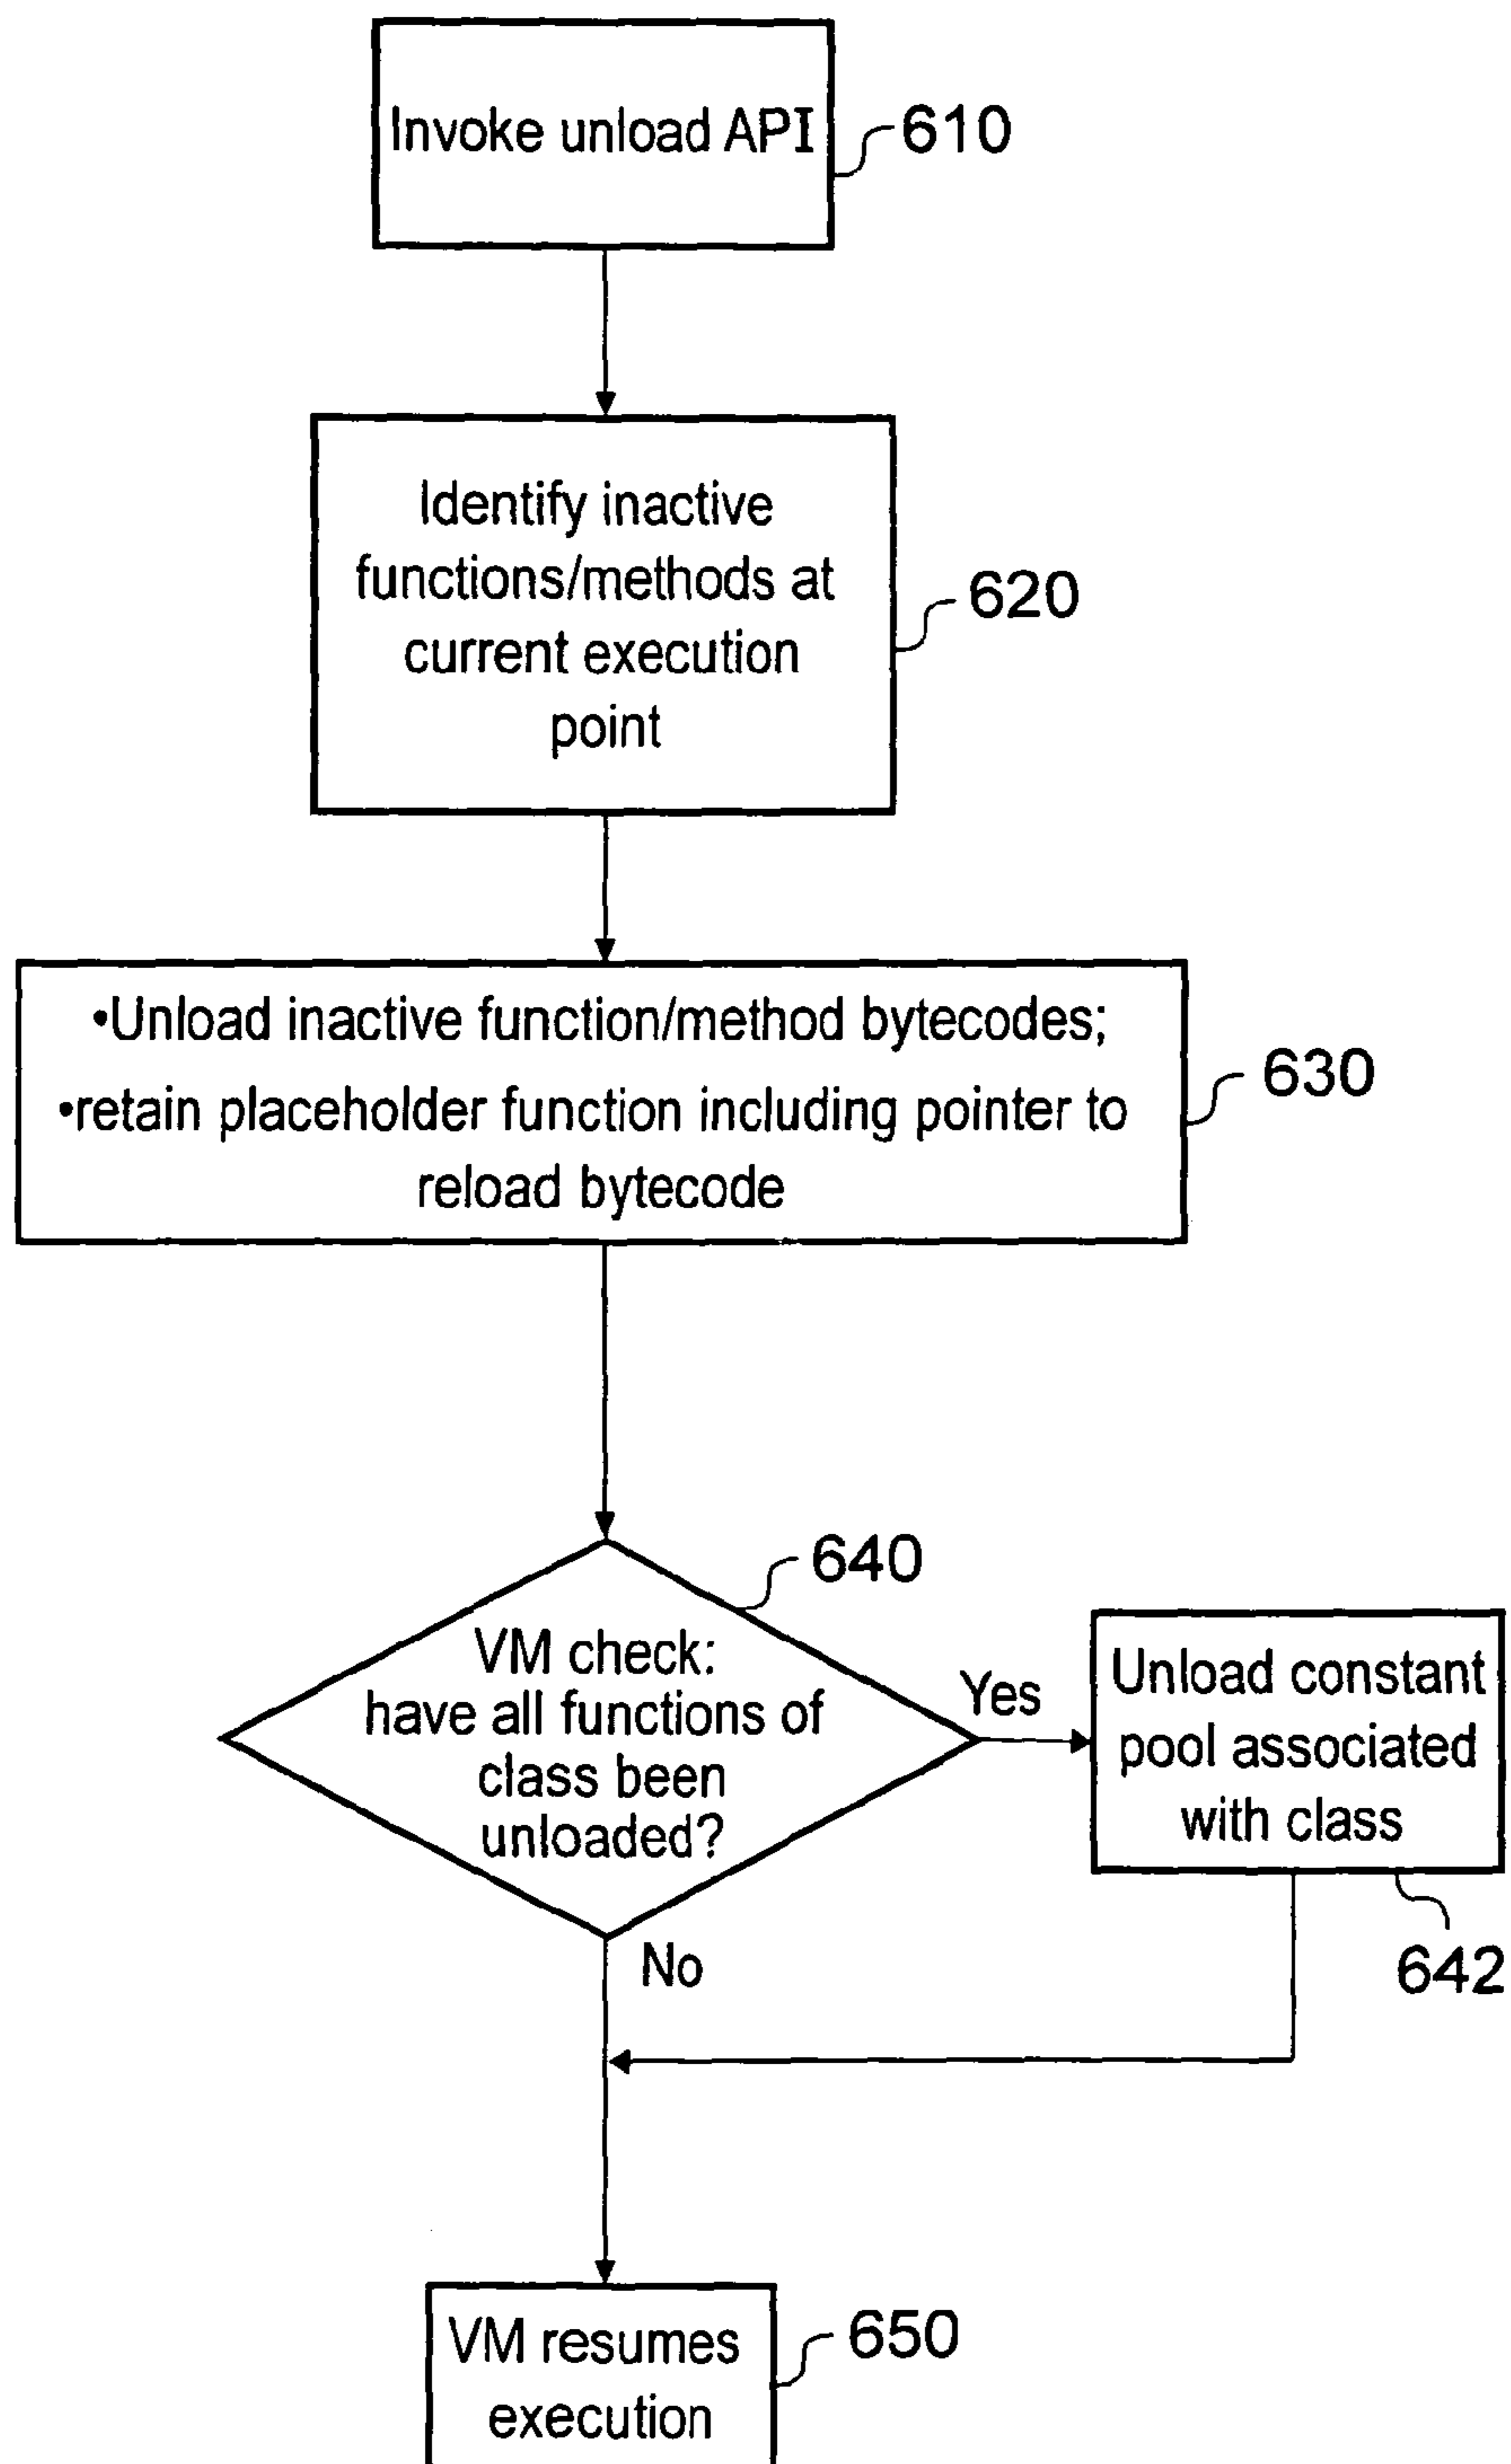 Invoke unload API
610
Identify inactive
functions/methods at
current execution
point
620
•Unload inactive function/method bytecodes;
•retain placeholder function including pointer to
reload bytecode
630
640
VM check:
have all functions of
class been
unloaded?
Yes
Unload constant
pool associated
with class
642
No
VM resumes
execution
650